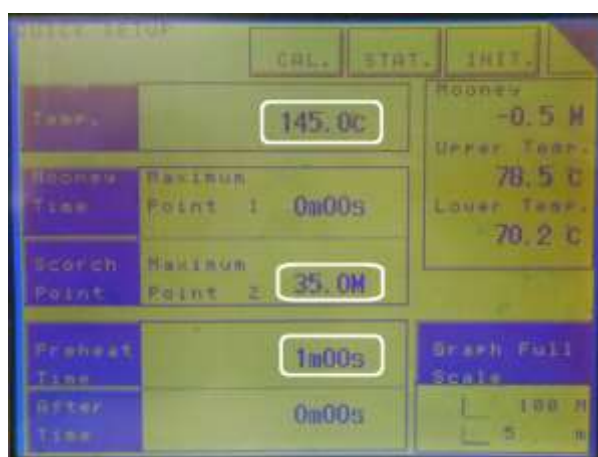 QUICK SETUP
CAL. STAT. INIT.
Temp. 145.0c
Mooney Time Maximum Point 1 0m00s
Scorch Point Maximum Point 2 35.0M
Preheat Time 1m00s
After Time 0m00s
Mooney
-0.5 M
Upper Temp.
78.5 c
Lower Temp.
70.2 c
Graph Full Scale
100 M
5 m